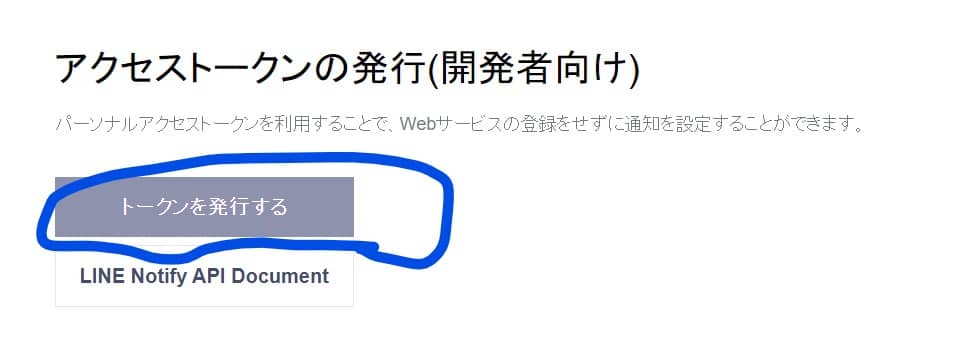 アクセストークンの発行(開発者向け)
パーソナルアクセストークンを利用することで、Webサービスの登録をせずに通知を設定することができます。
トークンを発行する
LINE Notify API Document